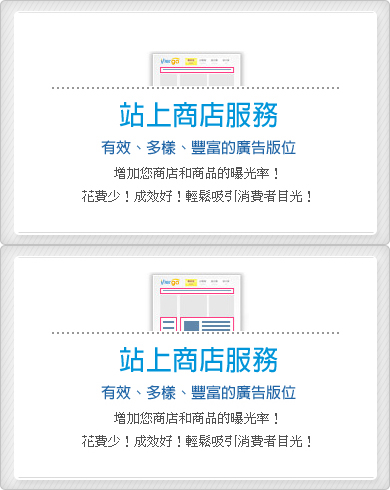 站上商店服務
有效、多樣、豐富的廣告版位
增加您商店和商品的曝光率！
花費少！成效好！輕鬆吸引消費者目光！
站上商店服務
有效、多樣、豐富的廣告版位
增加您商店和商品的曝光率！
花費少！成效好！輕鬆吸引消費者目光！